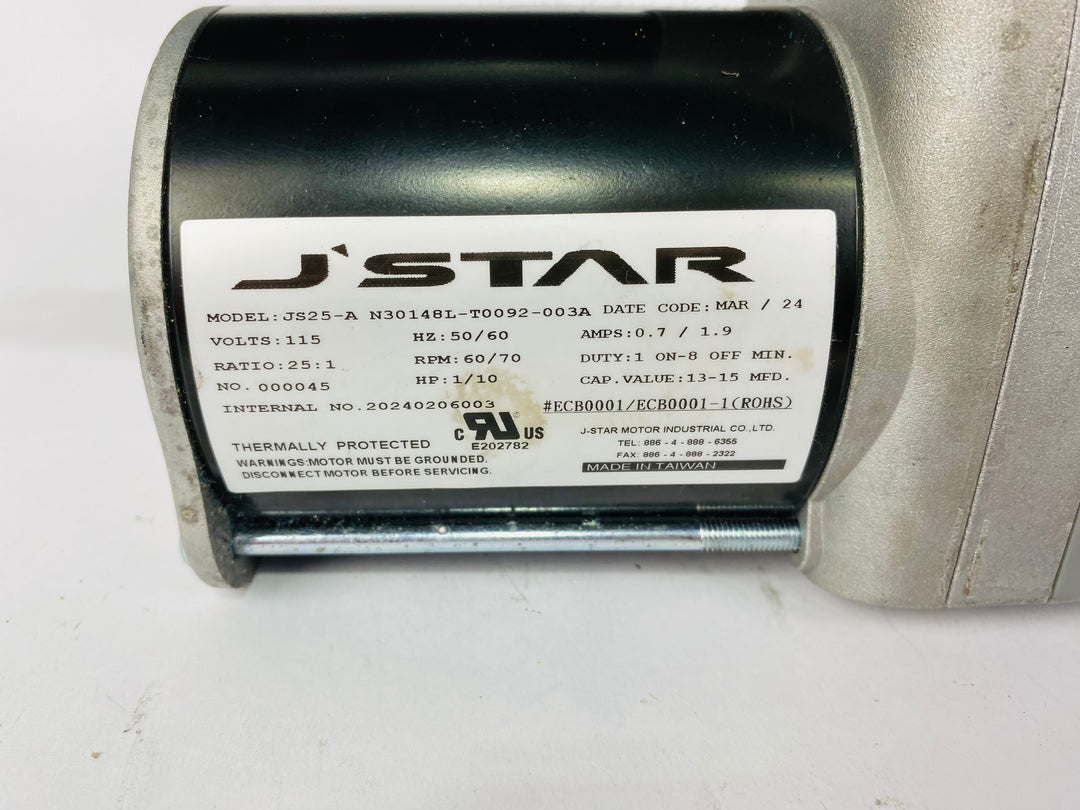 J'STAR
MODEL:JS25-A N30148L-T0092-003A DATE CODE:MAR / 24
VOLTS:115 HZ:50/60 AMPS:0.7 / 1.9
RATIO:25:1 RPM:60/70 DUTY:1 ON-8 OFF MIN.
NO. 000045 HP:1/10 CAP.VALUE:13-15 MFD.
INTERNAL NO.20240206003 #ECB0001/ECB0001-1(ROHS)
c RU ® US
E202782
THERMALLY PROTECTED
WARNINGS:MOTOR MUST BE GROUNDED.
DISCONNECT MOTOR BEFORE SERVICING.
J-STAR MOTOR INDUSTRIAL CO.,LTD.
TEL: 886 - 4 - 888 - 6355
FAX: 886 - 4 - 888 - 2322
MADE IN TAIWAN